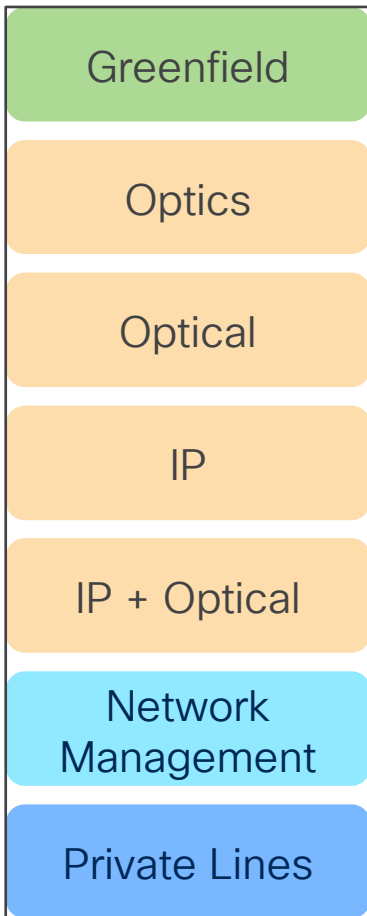 Greenfield
Optics
Optical
IP
IP + Optical
Network
Management
Private Lines